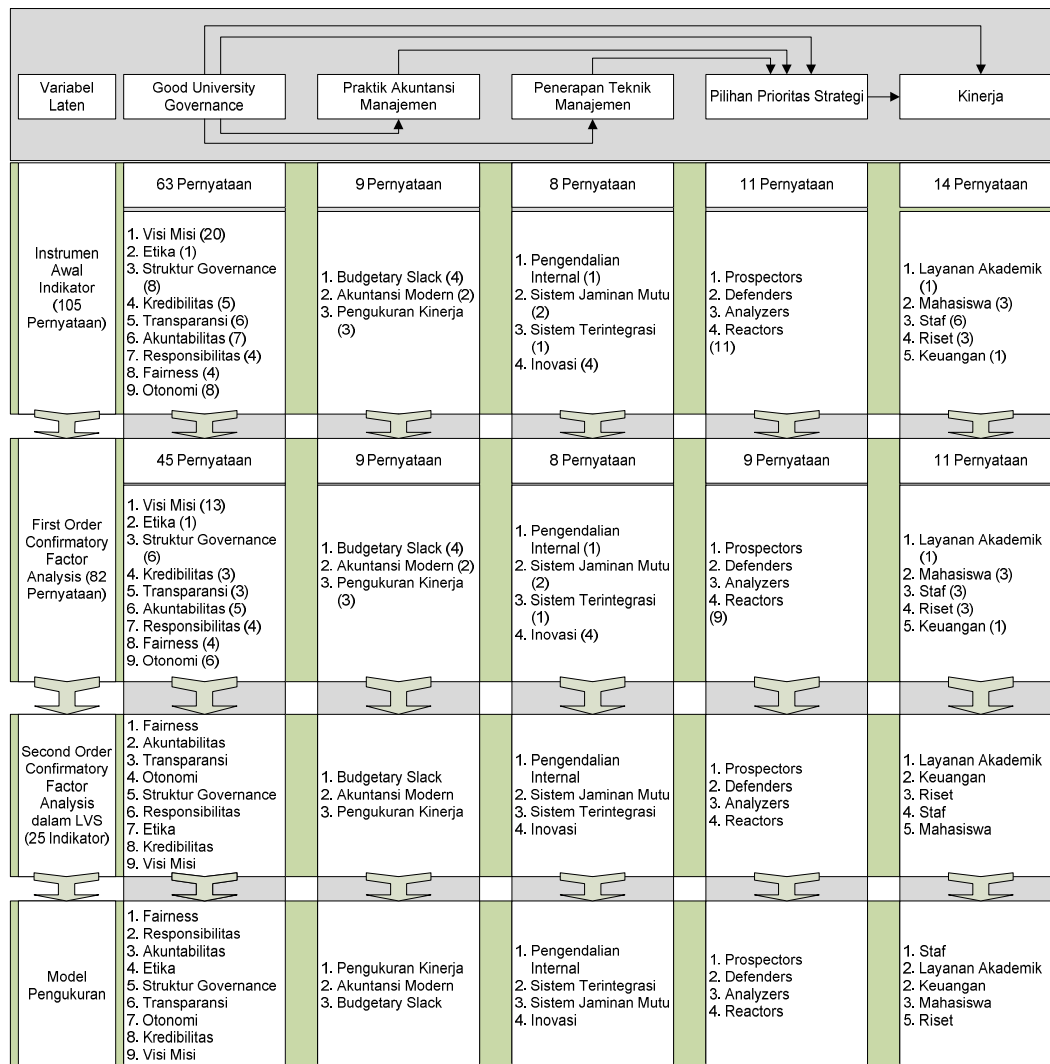 Variabel
Laten
Good University
Governance
Praktik Akuntansi
Manajemen
Penerapan Teknik
Manajemen
Pilihan Prioritas Strategi
Kinerja
Instrumen
Awal
Indikator
(105
Pernyataan)
63 Pernyataan
1. Visi Misi (20)
2. Etika (1)
3. Struktur Governance
(8)
4. Kredibilitas (5)
5. Transparansi (6)
6. Akuntabilitas (7)
7. Responsibilitas (4)
8. Fairness (4)
9. Otonomi (8)
9 Pernyataan
1. Budgetary Slack (4)
2. Akuntansi Modern (2)
3. Pengukuran Kinerja
(3)
8 Pernyataan
1. Pengendalian
Internal (1)
2. Sistem Jaminan Mutu
(2)
3. Sistem Terintegrasi
(1)
4. Inovasi (4)
11 Pernyataan
1. Prospectors
2. Defenders
3. Analyzers
4. Reactors
(11)
14 Pernyataan
1. Layanan Akademik
(1)
2. Mahasiswa (3)
3. Staf (6)
4. Riset (3)
5. Keuangan (1)
First Order
Confirmatory
Factor
Analysis (82
Pernyataan)
45 Pernyataan
1. Visi Misi (13)
2. Etika (1)
3. Struktur Governance
(6)
4. Kredibilitas (3)
5. Transparansi (3)
6. Akuntabilitas (5)
7. Responsibilitas (4)
8. Fairness (4)
9. Otonomi (6)
9 Pernyataan
1. Budgetary Slack (4)
2. Akuntansi Modern (2)
3. Pengukuran Kinerja
(3)
8 Pernyataan
1. Pengendalian
Internal (1)
2. Sistem Jaminan Mutu
(2)
3. Sistem Terintegrasi
(1)
4. Inovasi (4)
9 Pernyataan
1. Prospectors
2. Defenders
3. Analyzers
4. Reactors
(9)
11 Pernyataan
1. Layanan Akademik
(1)
2. Mahasiswa (3)
3. Staf (3)
4. Riset (3)
5. Keuangan (1)
Second Order
Confirmatory
Factor
Analysis
dalam LVS
(25 Indikator)
1. Fairness
2. Akuntabilitas
3. Transparansi
4. Otonomi
5. Struktur Governance
6. Responsibilitas
7. Etika
8. Kredibilitas
9. Visi Misi
1. Budgetary Slack
2. Akuntansi Modern
3. Pengukuran Kinerja
1. Pengendalian
Internal
2. Sistem Jaminan Mutu
3. Sistem Terintegrasi
4. Inovasi
1. Prospectors
2. Defenders
3. Analyzers
4. Reactors
1. Layanan Akademik
2. Keuangan
3. Riset
4. Staf
5. Mahasiswa
Model
Pengukuran
1. Fairness
2. Responsibilitas
3. Akuntabilitas
4. Etika
5. Struktur Governance
6. Transparansi
7. Otonomi
8. Kredibilitas
9. Visi Misi
1. Pengukuran Kinerja
2. Akuntansi Modern
3. Budgetary Slack
1. Pengendalian
Internal
2. Sistem Terintegrasi
3. Sistem Jaminan Mutu
4. Inovasi
1. Prospectors
2. Defenders
3. Analyzers
4. Reactors
1. Staf
2. Layanan Akademik
2. Keuangan
3. Mahasiswa
5. Riset